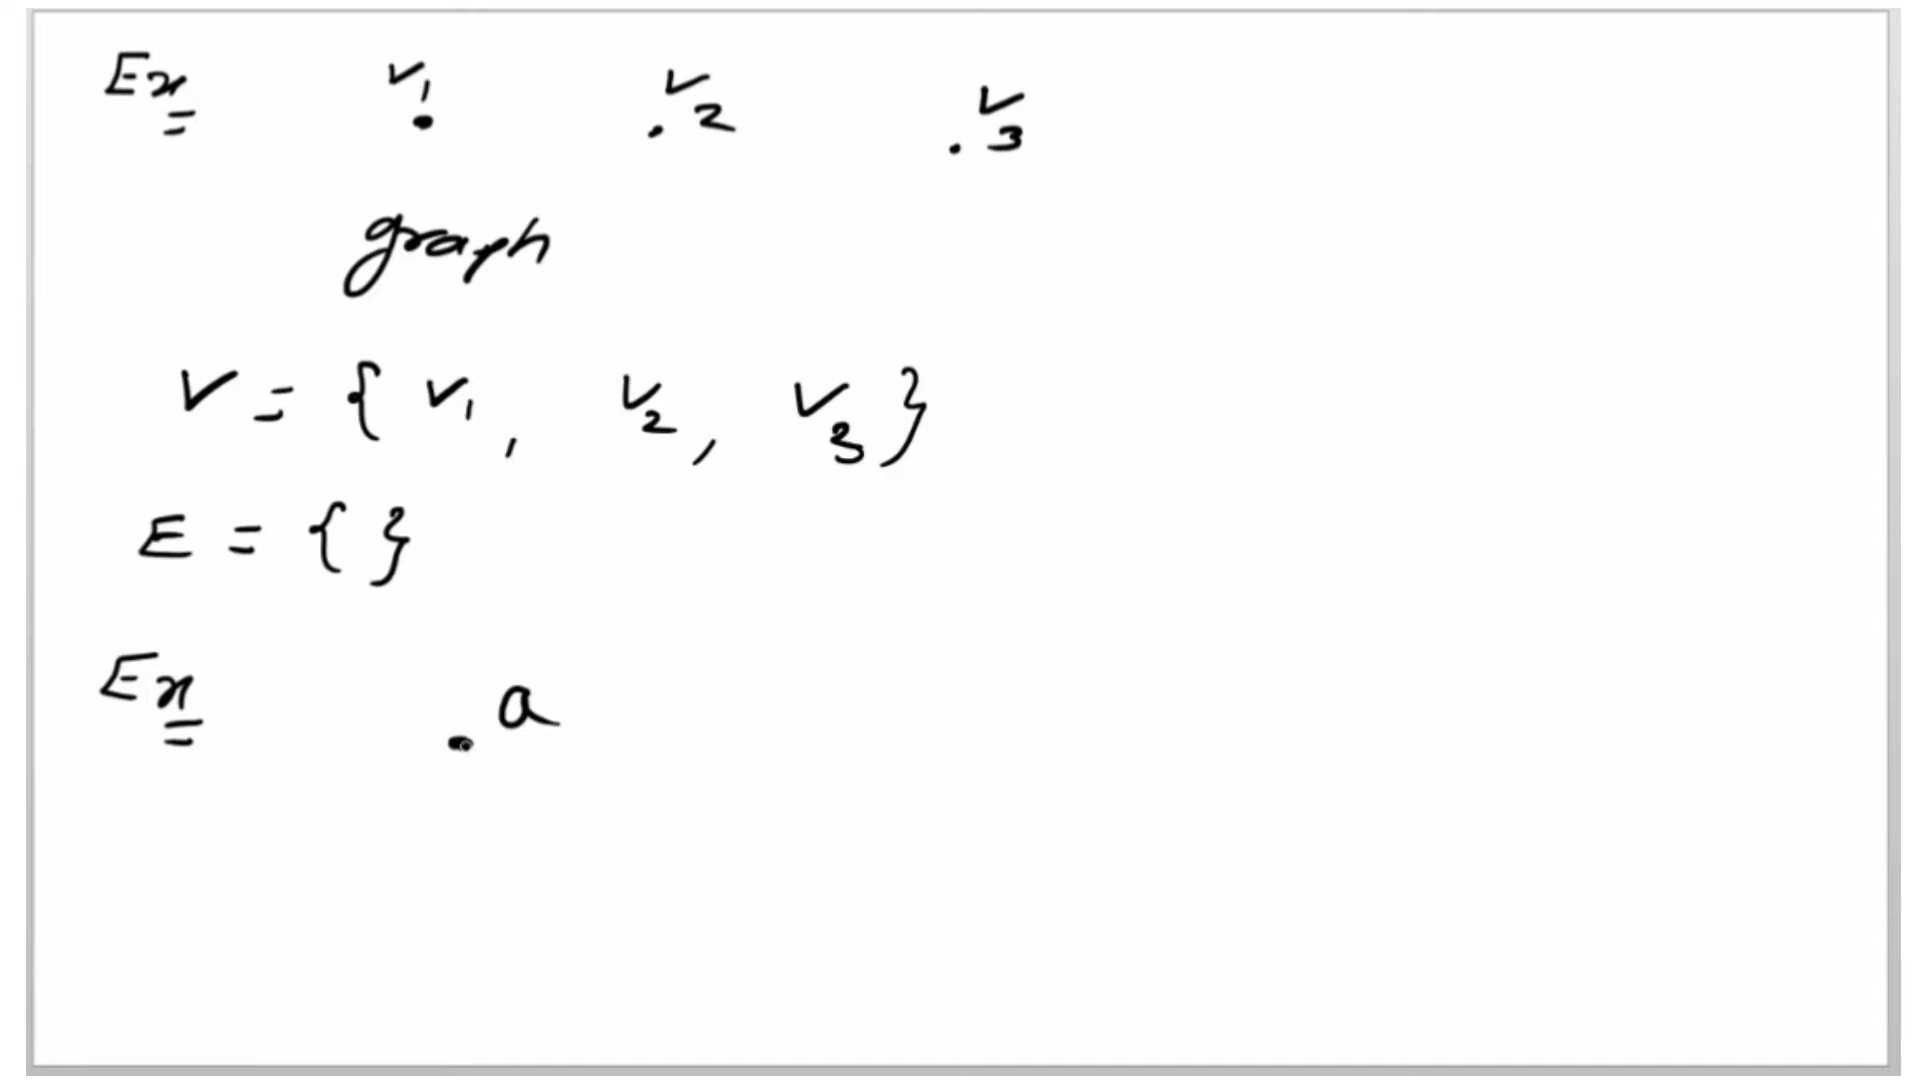 Ex v1 v2 v3
graph
V = { v1, v2, v3 }
E = { }
Ex a